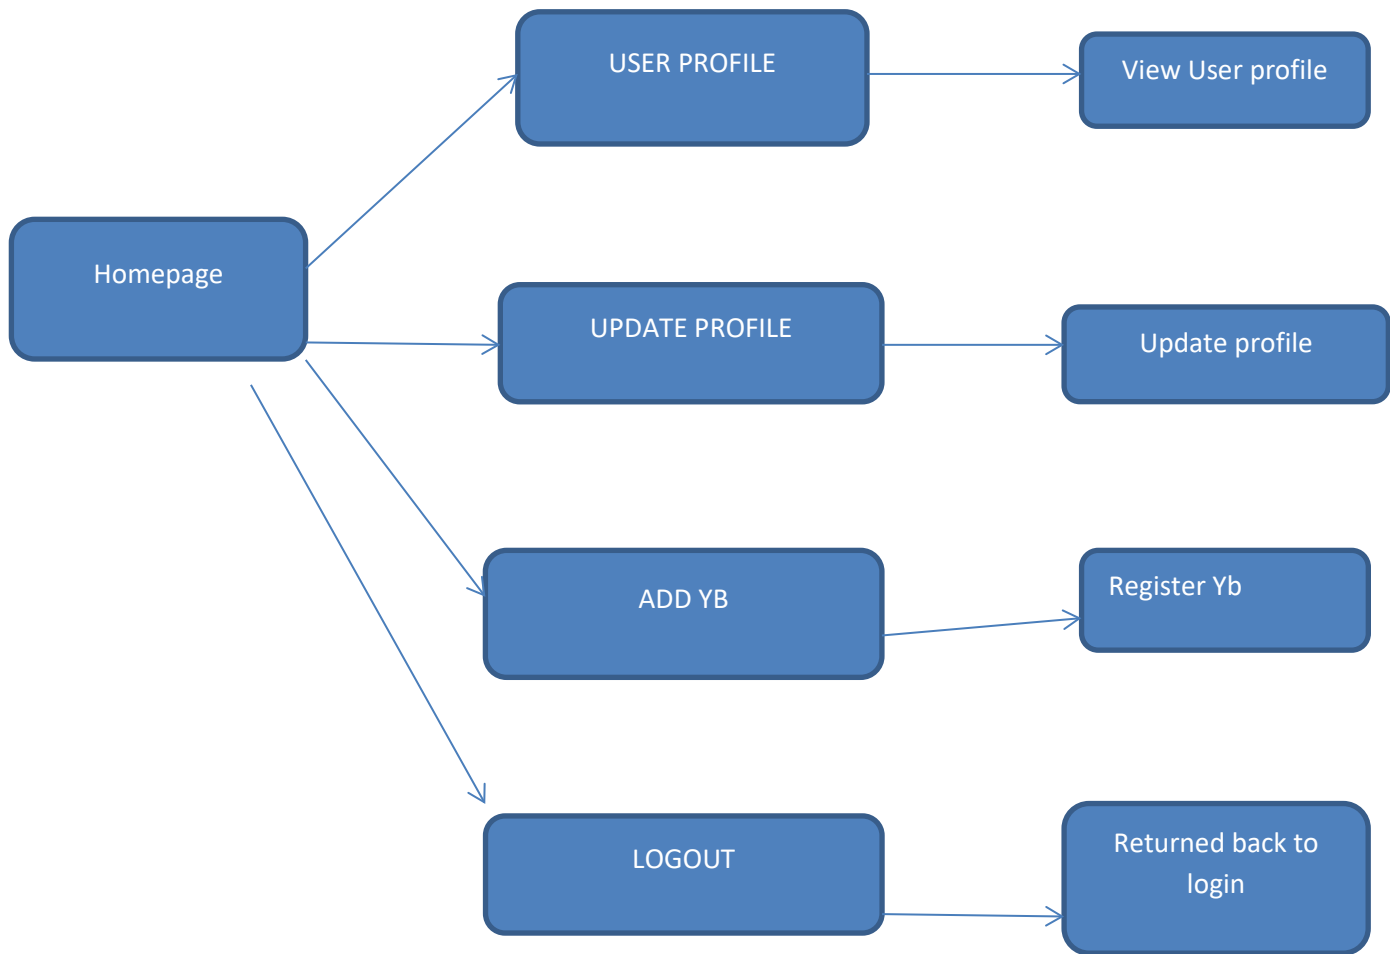 USER PROFILE
View User profile
Homepage
UPDATE PROFILE
Update profile
ADD YB
Register Yb
LOGOUT
Returned back to
login